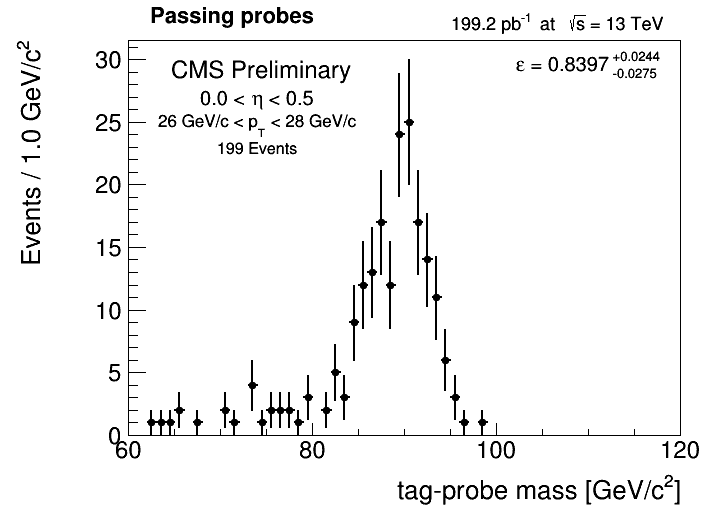 Passing probes
199.2 pb⁻¹ at √s = 13 TeV
Events / 1.0 GeV/c²
CMS Preliminary
0.0 < η < 0.5
26 GeV/c < p_T < 28 GeV/c
199 Events
ε = 0.8397 +0.0244 -0.0275
30
25
20
15
10
5
0
60 80 100 120
tag-probe mass [GeV/c²]